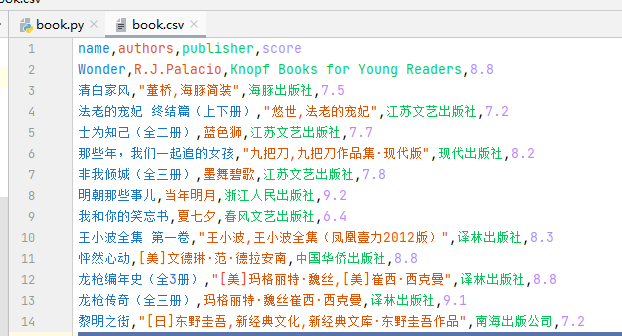 book.csv
book.py
book.csv
1 name,authors,publisher,score
2 Wonder,R.J.Palacio,Knopf Books for Young Readers,8.8
3 清白家风,"董桥,海豚简装",海豚出版社,7.5
4 法老的宠妃 终结篇（上下册）,"悠世,法老的宠妃",江苏文艺出版社,7.2
5 士为知己（全二册）,蓝色狮,江苏文艺出版社,7.7
6 那些年，我们一起追的女孩,"九把刀,九把刀作品集·现代版",现代出版社,8.2
7 非我倾城（全三册）,墨舞碧歌,江苏文艺出版社,7.8
8 明朝那些事儿,当年明月,浙江人民出版社,9.2
9 我和你的笑忘书,夏七夕,春风文艺出版社,6.4
10 王小波全集 第一卷,"王小波,王小波全集（凤凰壹力2012版）",译林出版社,8.3
11 怦然心动,[美]文德琳·范·德拉安南,中国华侨出版社,8.8
12 龙枪编年史（全3册）,"[美]玛格丽特·魏丝,[美]崔西·西克曼",译林出版社,8.8
13 龙枪传奇（全三册）,玛格丽特·魏丝崔西·西克曼,译林出版社,9.1
14 黎明之街,"[日]东野圭吾,新经典文化,新经典文库·东野圭吾作品",南海出版公司,7.2